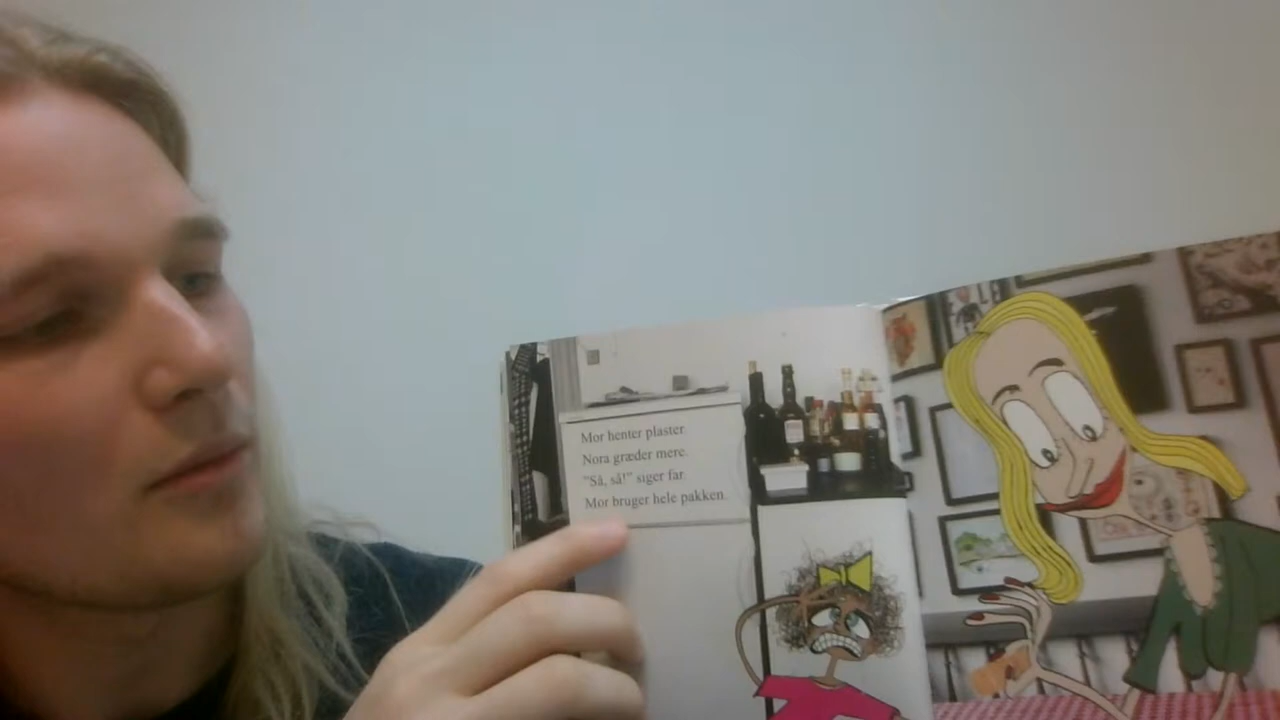 Mor henter plaster.
Nora græder mere.
"Så, så!" siger far.
Mor bruger hele pakken.